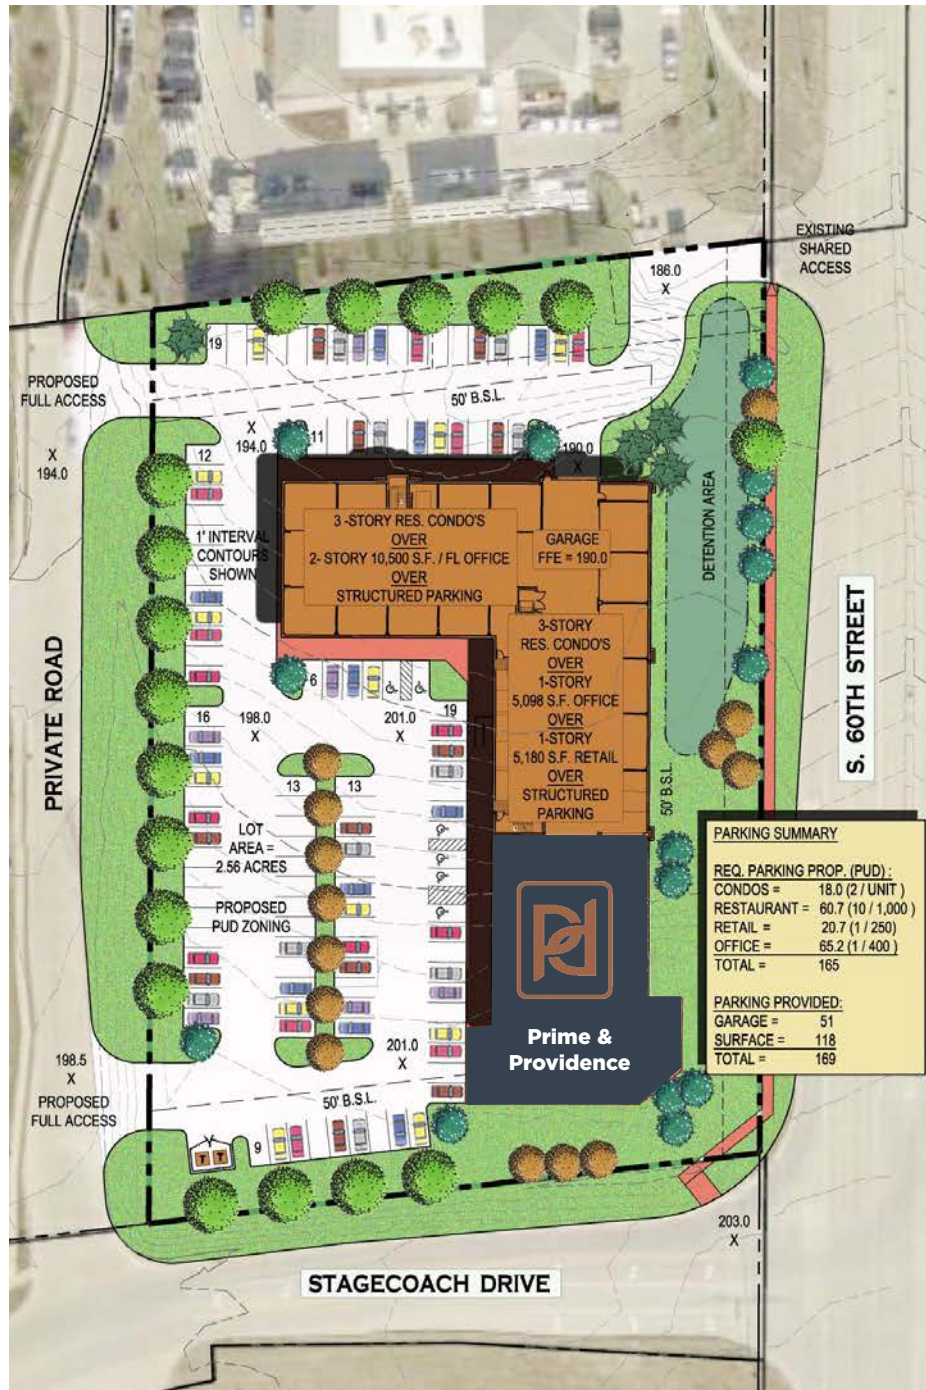 EXISTING
SHARED
ACCESS
186.0
X
19
PROPOSED
FULL ACCESS
50' B.S.L.
X
194.0
11
X
194.0
12
190.0
X
1' INTERVAL
CONTOURS
SHOWN
3 -STORY RES. CONDO'S
OVER
2- STORY 10,500 S.F. / FL OFFICE
OVER
STRUCTURED PARKING
GARAGE
FFE = 190.0
DETENTION AREA
3-STORY
RES. CONDO'S
OVER
1-STORY
5,098 S.F. OFFICE
OVER
1-STORY
5,180 S.F. RETAIL
OVER
STRUCTURED
PARKING
PRIVATE ROAD
S. 60TH STREET
6
16
198.0
X
201.0
X
19
13
13
50' B.S.L.
LOT
AREA =
2.56 ACRES
PROPOSED
PUD ZONING
PARKING SUMMARY
REQ. PARKING PROP. (PUD) :
CONDOS = 18.0 (2 / UNIT )
RESTAURANT = 60.7 (10 / 1,000 )
RETAIL = 20.7 (1 / 250)
OFFICE = 65.2 (1 / 400 )
TOTAL = 165
PARKING PROVIDED:
GARAGE = 51
SURFACE = 118
TOTAL = 169
Prime &
Providence
198.5
X
PROPOSED
FULL ACCESS
201.0
X
50' B.S.L.
9
T T
203.0
X
STAGECOACH DRIVE